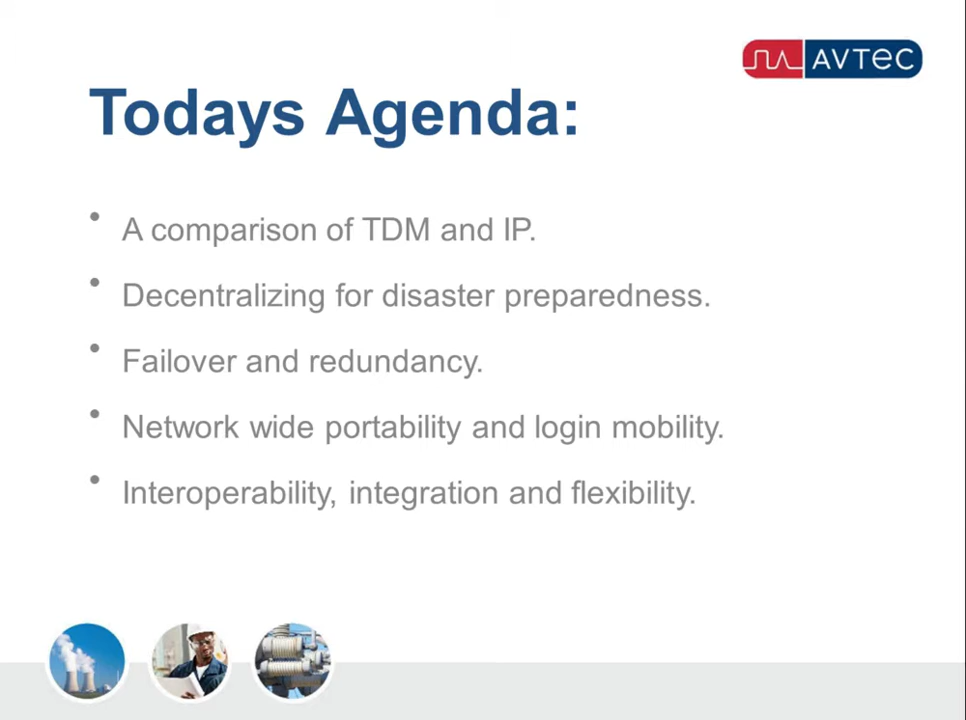 AVTEC
Todays Agenda:
• A comparison of TDM and IP.
• Decentralizing for disaster preparedness.
• Failover and redundancy.
• Network wide portability and login mobility.
• Interoperability, integration and flexibility.